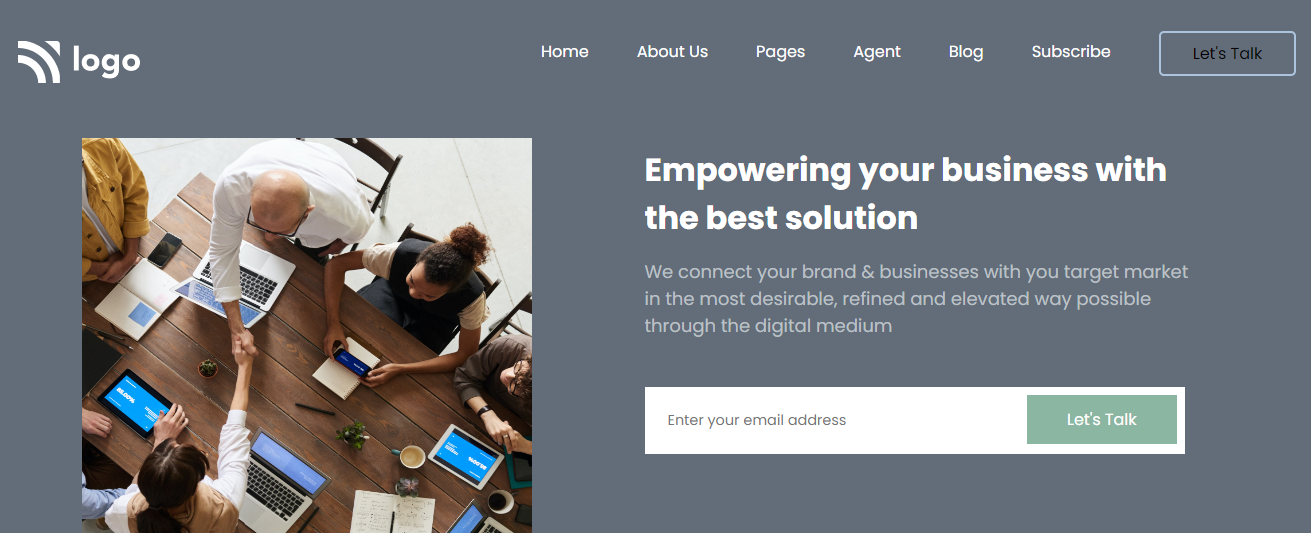 logo
Home About Us Pages Agent Blog Subscribe Let's Talk
Empowering your business with
the best solution
We connect your brand & businesses with you target market
in the most desirable, refined and elevated way possible
through the digital medium
Enter your email address Let's Talk